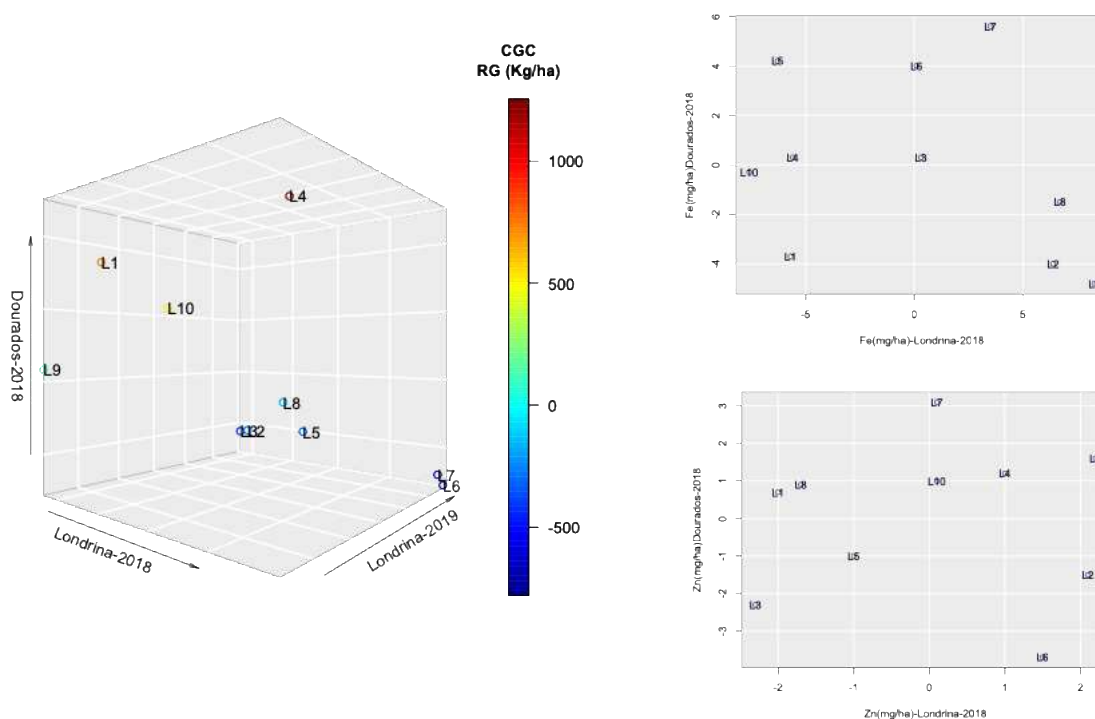 CGC
RG (Kg/ha)
1000
500
0
-500
L4
L1
L10
L9
L8
L5
L7
L6
Dourados-2018
Londrina-2018
Londrina-2019
6
4
2
0
-2
-4
L7
L5
L6
L4
L3
L10
L8
L1
L2
-5
0
5
Fe(mg/ha)Dourados-2018
Fe(mg/ha)-Londrina-2018
3
2
1
0
-1
-2
-3
L7
L4
L10
L8
L1
L5
L2
L3
L6
-2
-1
0
1
2
Zn(mg/ha)Dourados-2018
Zn(mg/ha)-Londrina-2018